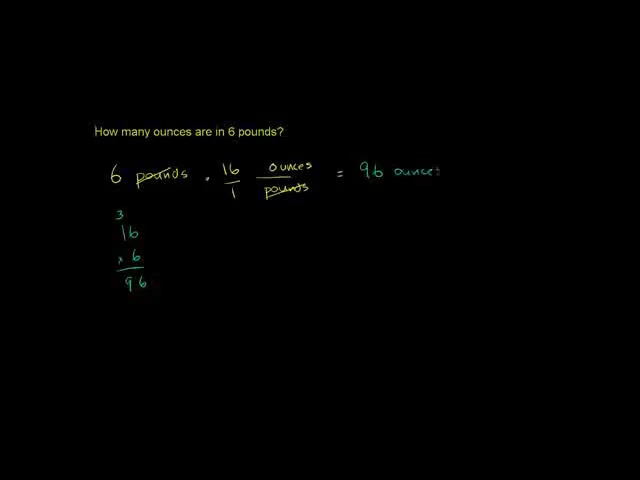 How many ounces are in 6 pounds?
6 pounds · 16/1 ounces/pounds = 96 ounces
3
16
× 6
96